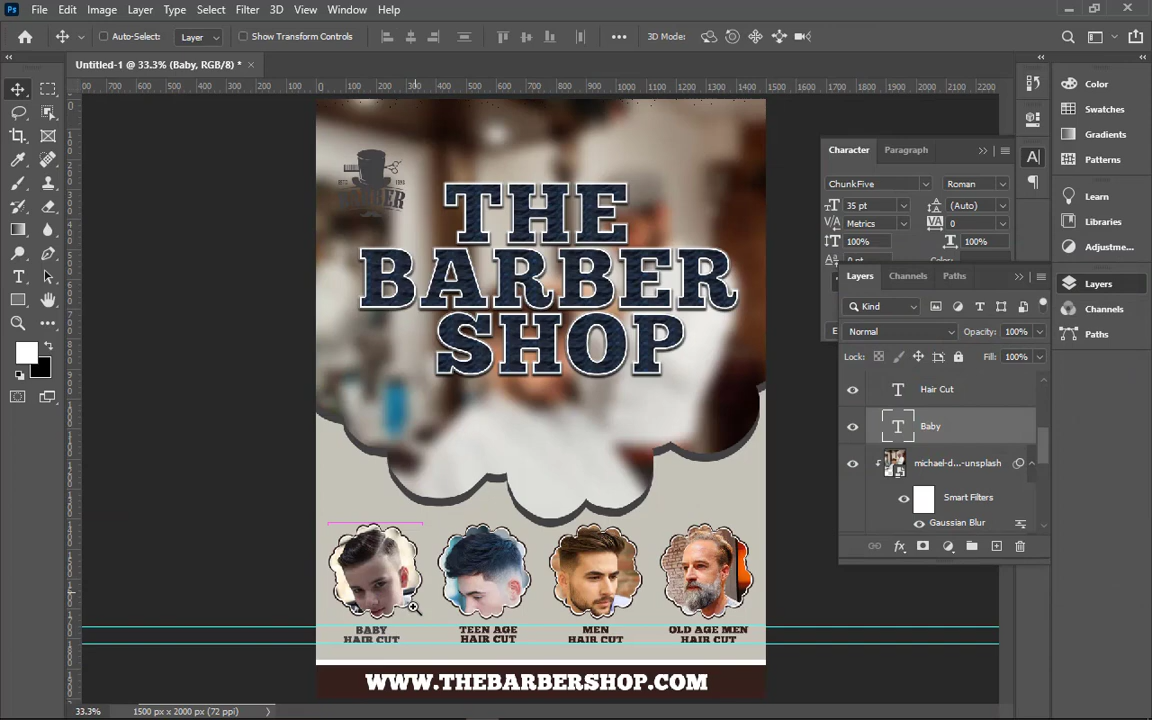 Ps File Edit Image Layer Type Select Filter 3D View Window Help
Auto-Select: Layer Show Transform Controls 3D Mode:
Untitled-1 @ 33.3% (Baby, RGB/8) *
Color
Swatches
Gradients
Patterns
Learn
Libraries
Adjustme...
Layers
Channels
Paths
Character Paragraph
ChunkFive Roman
35 pt (Auto)
Metrics 0
100% 100%
Layers Channels Paths
Kind
Normal Opacity: 100%
Lock: Fill: 100%
Hair Cut
Baby
michael-d...-unsplash
Smart Filters
Gaussian Blur
BARBER
THE
BARBER
SHOP
BABY
HAIR CUT
TEEN AGE
HAIR CUT
MEN
HAIR CUT
OLD AGE MEN
HAIR CUT
WWW.THEBARBERSHOP.COM
33.3% 1500 px x 2000 px (72 ppi)